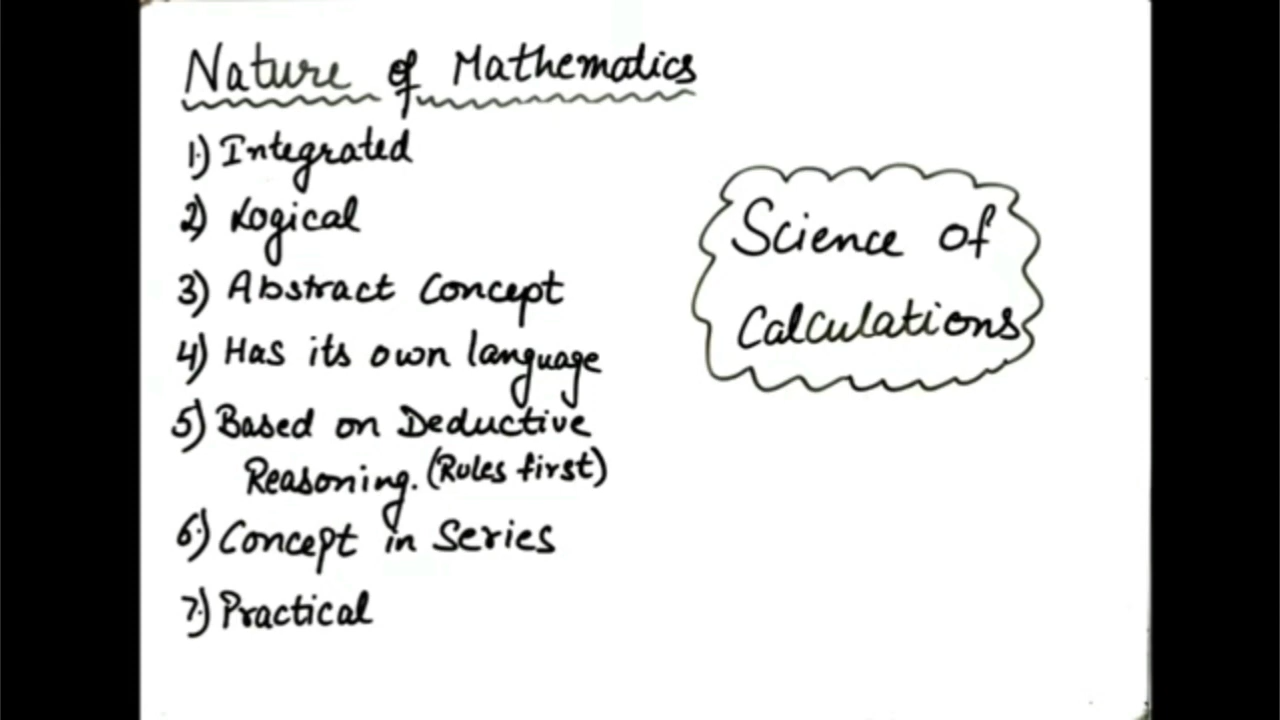 Nature of Mathematics
1.) Integrated
2) Logical
3) Abstract Concept
4) Has its own language
5) Based on Deductive
Reasoning. (Rules first)
6.) Concept in Series
7.) Practical
Science of
Calculations